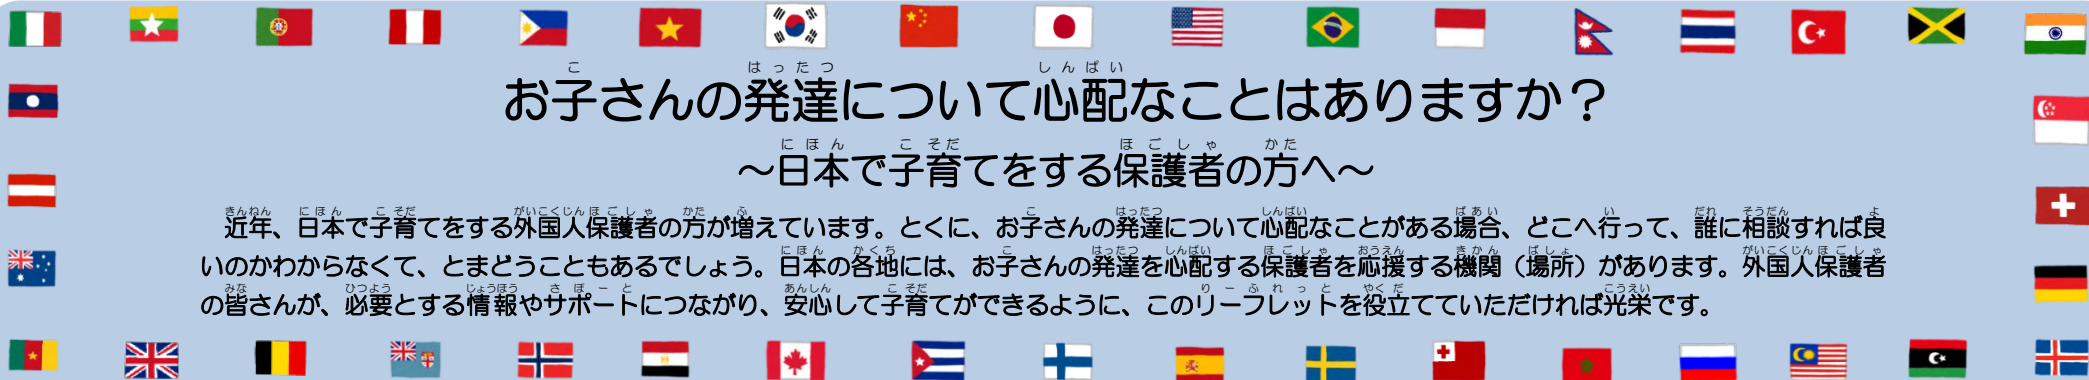 お子さんの発達について心配なことはありますか？
～日本で子育てをする保護者の方へ～
近年、日本で子育てをする外国人保護者の方が増えています。とくに、お子さんの発達について心配なことがある場合、どこへ行って、誰に相談すれば良
いのかわからなくて、とまどうこともあるでしょう。日本の各地には、お子さんの発達を心配する保護者を応援する機関（場所）があります。外国人保護者
の皆さんが、必要とする情報やサポートにつながり、安心して子育てができるように、このリーフレットを役立てていただければ光栄です。